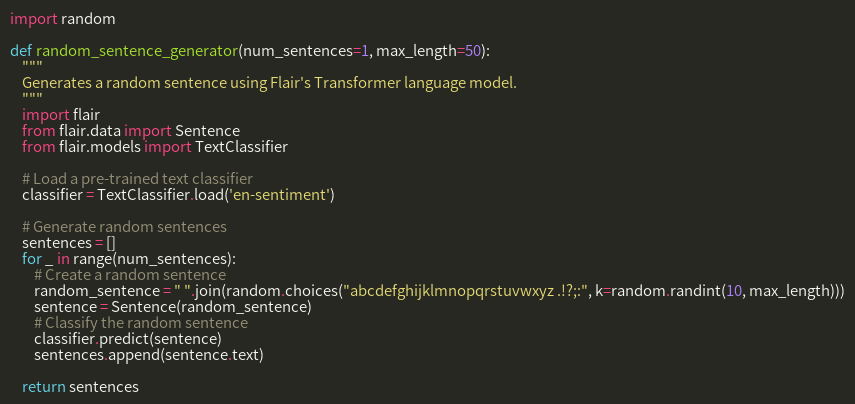 import random

def random_sentence_generator(num_sentences=1, max_length=50):
    """
    Generates a random sentence using Flair's Transformer language model.
    """
    import flair
    from flair.data import Sentence
    from flair.models import TextClassifier

    # Load a pre-trained text classifier
    classifier = TextClassifier.load('en-sentiment')

    # Generate random sentences
    sentences = []
    for _ in range(num_sentences):
        # Create a random sentence
        random_sentence = " ".join(random.choices("abcdefghijklmnopqrstuvwxyz .!?;:", k=random.randint(10, max_length)))
        sentence = Sentence(random_sentence)
        # Classify the random sentence
        classifier.predict(sentence)
        sentences.append(sentence.text)

    return sentences